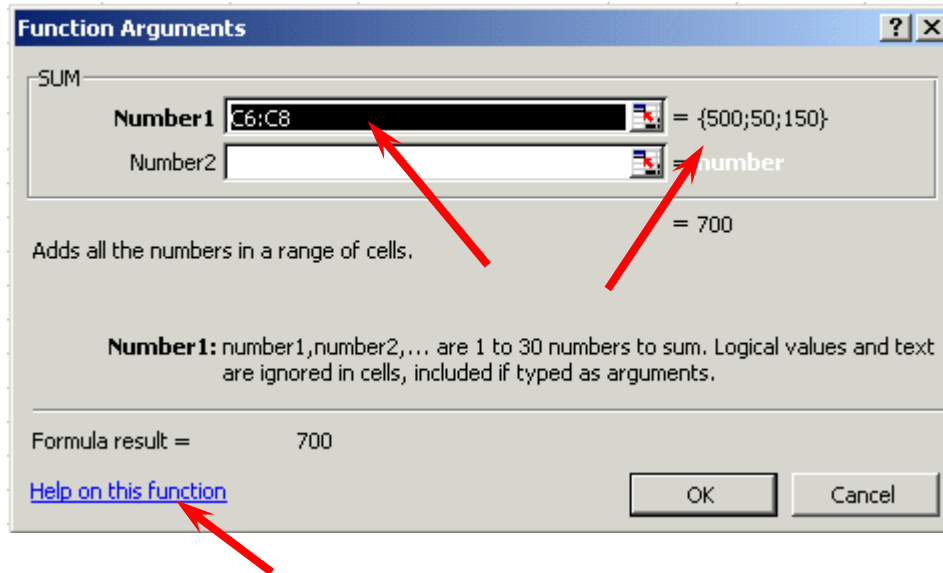 Function Arguments
SUM
Number1 C6:C8 = {500;50;150}
Number2 = number
= 700
Adds all the numbers in a range of cells.
Number1: number1,number2,... are 1 to 30 numbers to sum. Logical values and text
are ignored in cells, included if typed as arguments.
Formula result = 700
Help on this function OK Cancel